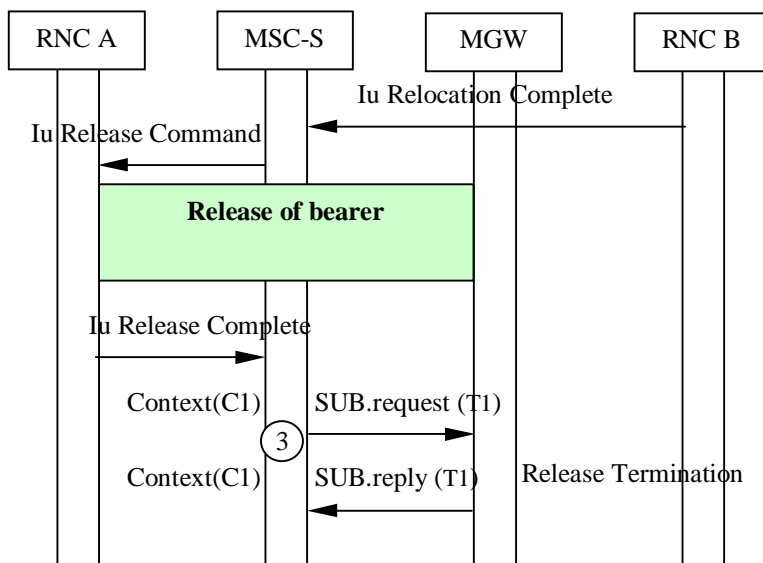 RNC A
MSC-S
MGW
RNC B
Iu Relocation Complete
Iu Release Command
Release of bearer
Iu Release Complete
Context(C1) SUB.request (T1)
3
Context(C1) SUB.reply (T1) Release Termination